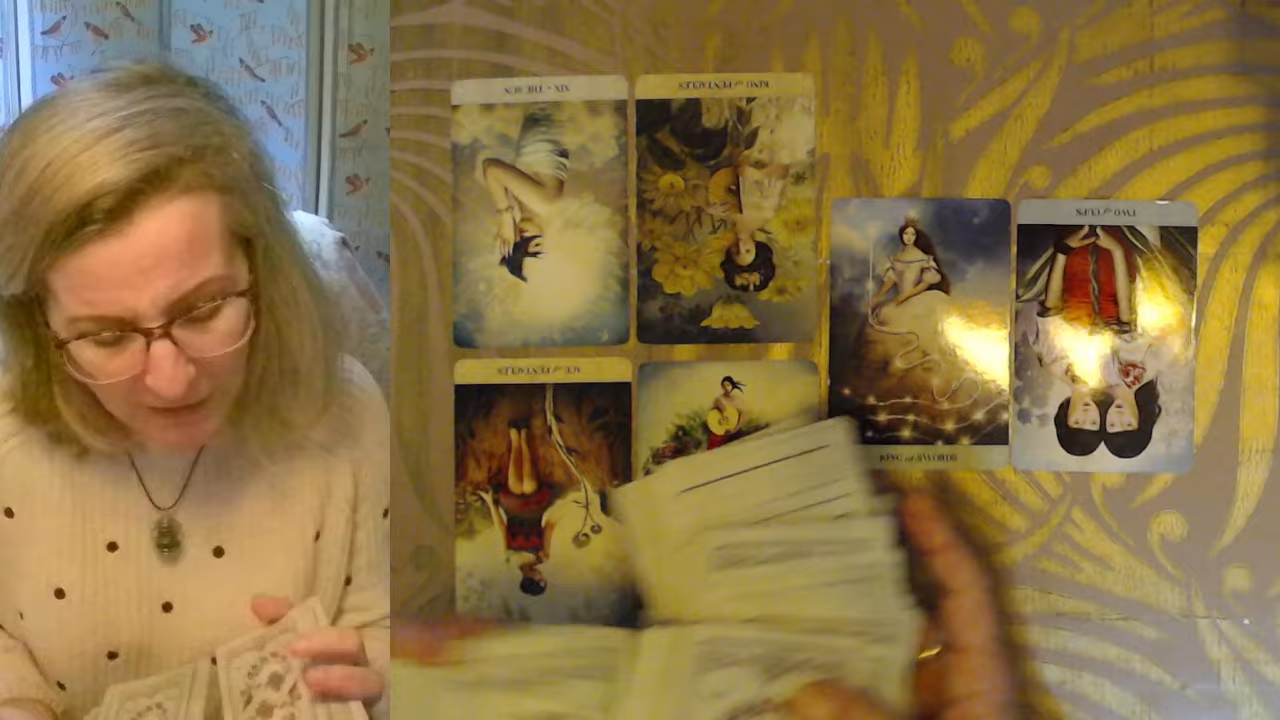 XIX • THE SUN
KING of PENTACLES
TWO of CUPS
ACE of PENTACLES
KING of SWORDS